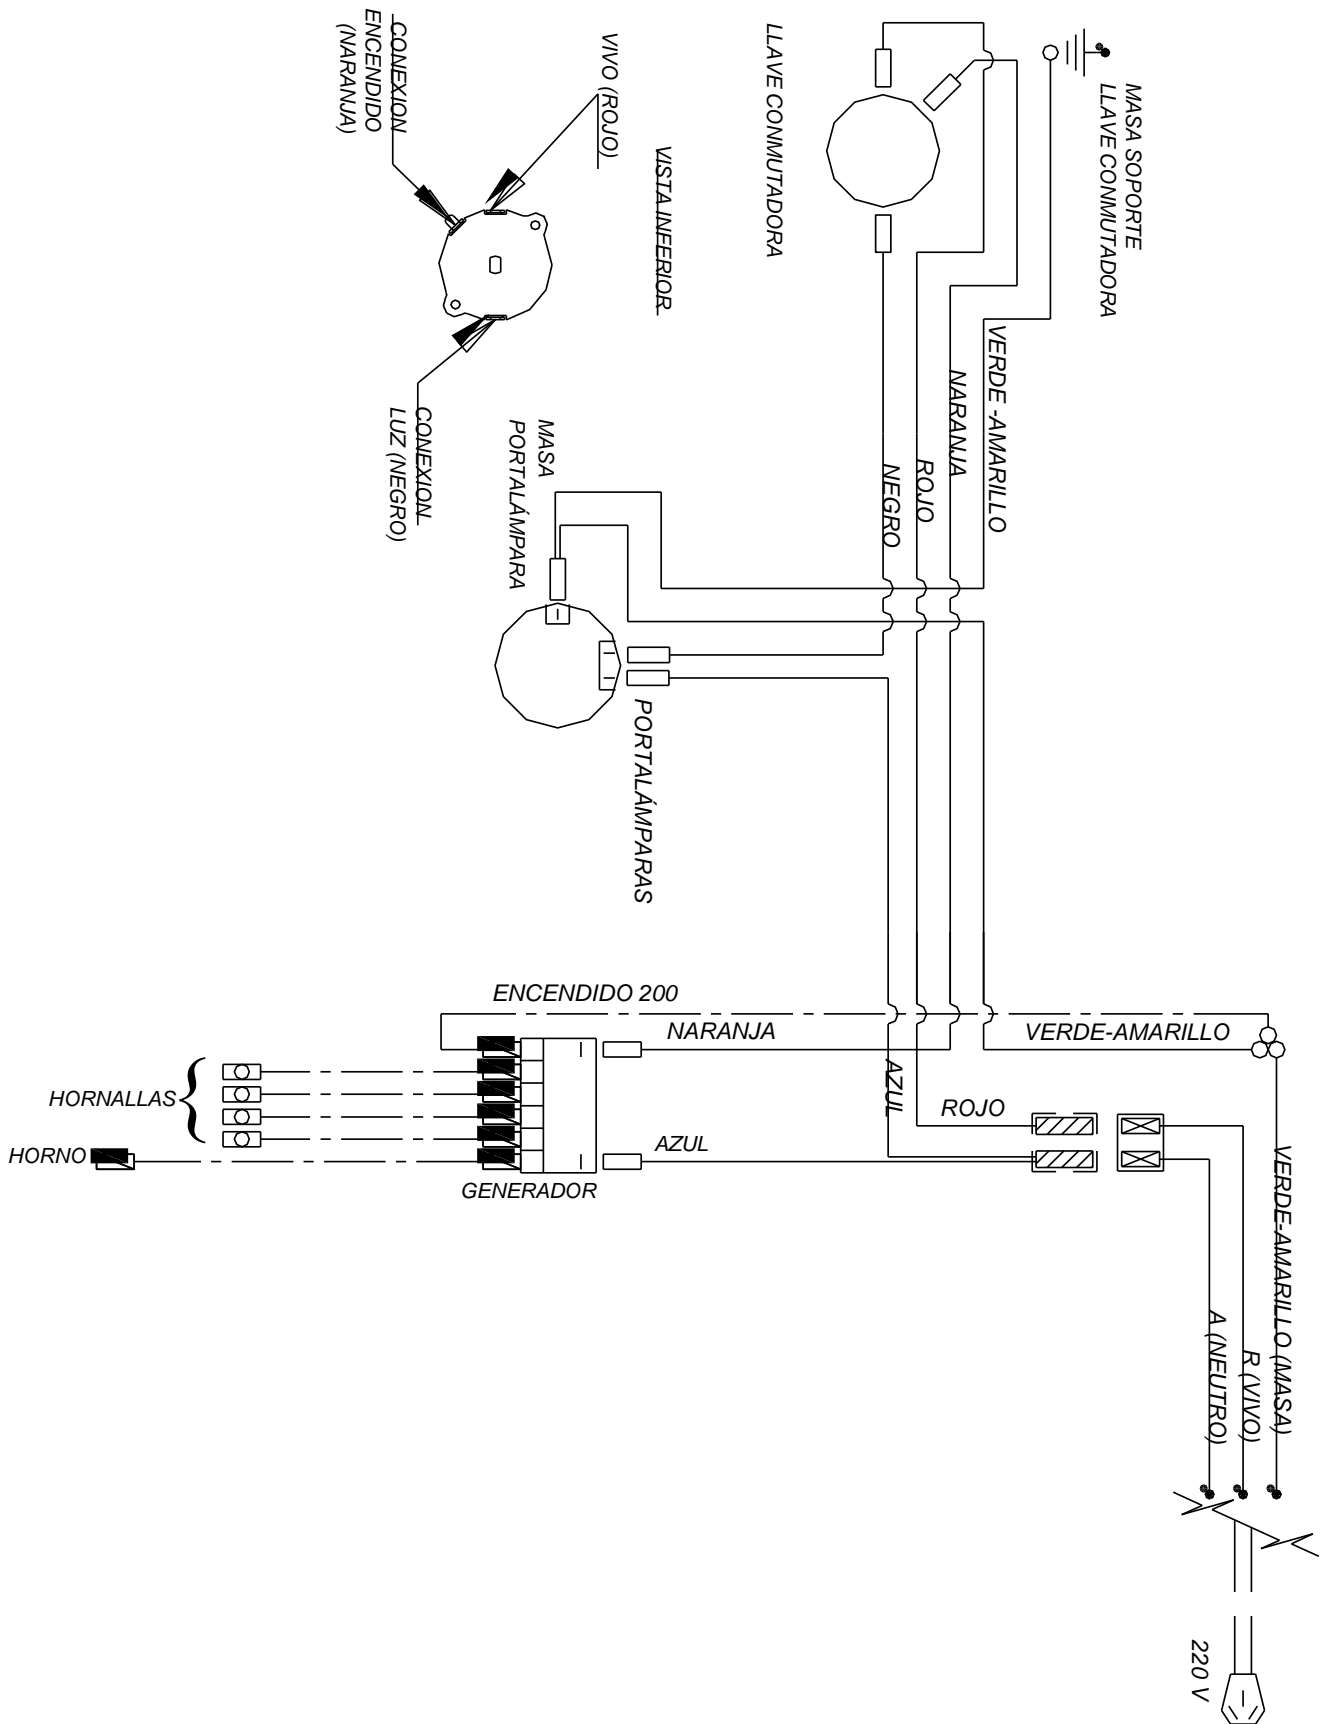 CONEXION
ENCENDIDO
(NARANJA)
VIVO (ROJO)
VISTA INFERIOR
LLAVE CONMUTADORA
MASA SOPORTE
LLAVE CONMUTADORA
CONEXION
LUZ (NEGRO)
MASA
PORTALÁMPARA
VERDE -AMARILLO
NARANJA
ROJO
NEGRO
PORTALÁMPARAS
ENCENDIDO 200
NARANJA
VERDE-AMARILLO
AZUL
ROJO
HORNALLAS
AZUL
HORNO
GENERADOR
VERDE-AMARILLO (MASA)
R (VIVO)
A (NEUTRO)
220 V